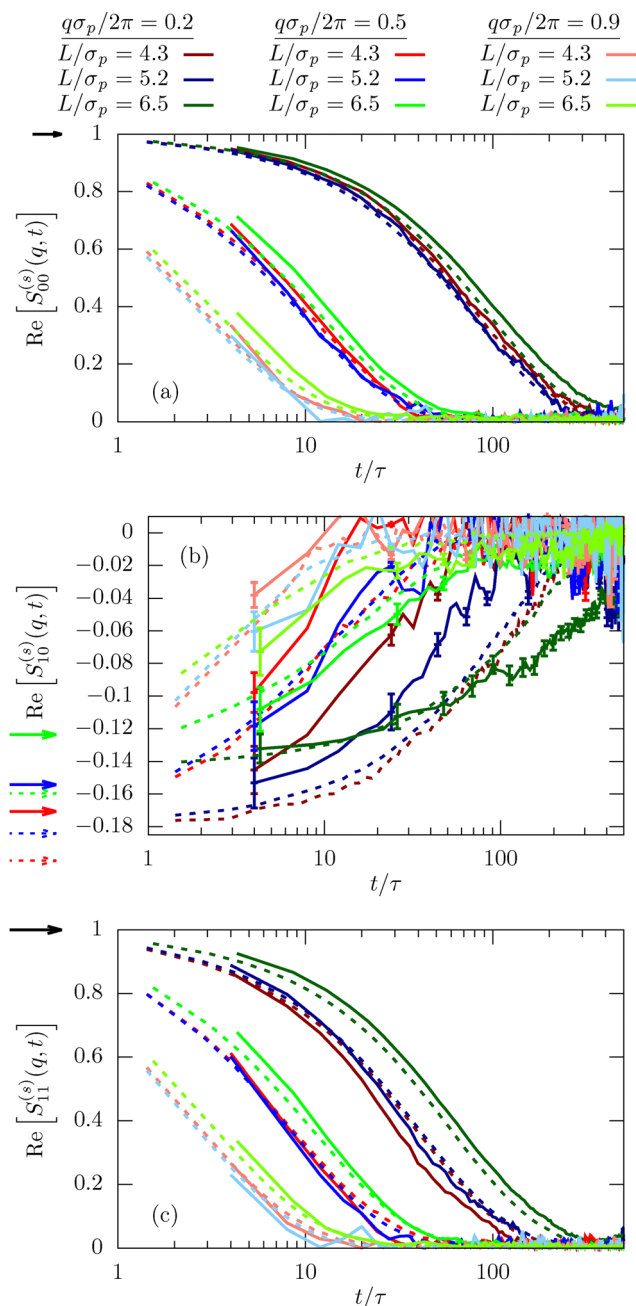 qσₚ/2π = 0.2 qσₚ/2π = 0.5 qσₚ/2π = 0.9
L/σₚ = 4.3 L/σₚ = 4.3 L/σₚ = 4.3
L/σₚ = 5.2 L/σₚ = 5.2 L/σₚ = 5.2
L/σₚ = 6.5 L/σₚ = 6.5 L/σₚ = 6.5
Re [S₀₀⁽ˢ⁾(q, t)]
1
0.8
0.6
0.4
0.2
0
(a)
1 10 100
t/τ
Re [S₁₀⁽ˢ⁾(q, t)]
0
−0.02
−0.04
−0.06
−0.08
−0.1
−0.12
−0.14
−0.16
−0.18
(b)
1 10 100
t/τ
Re [S₁₁⁽ˢ⁾(q, t)]
1
0.8
0.6
0.4
0.2
0
(c)
1 10 100
t/τ